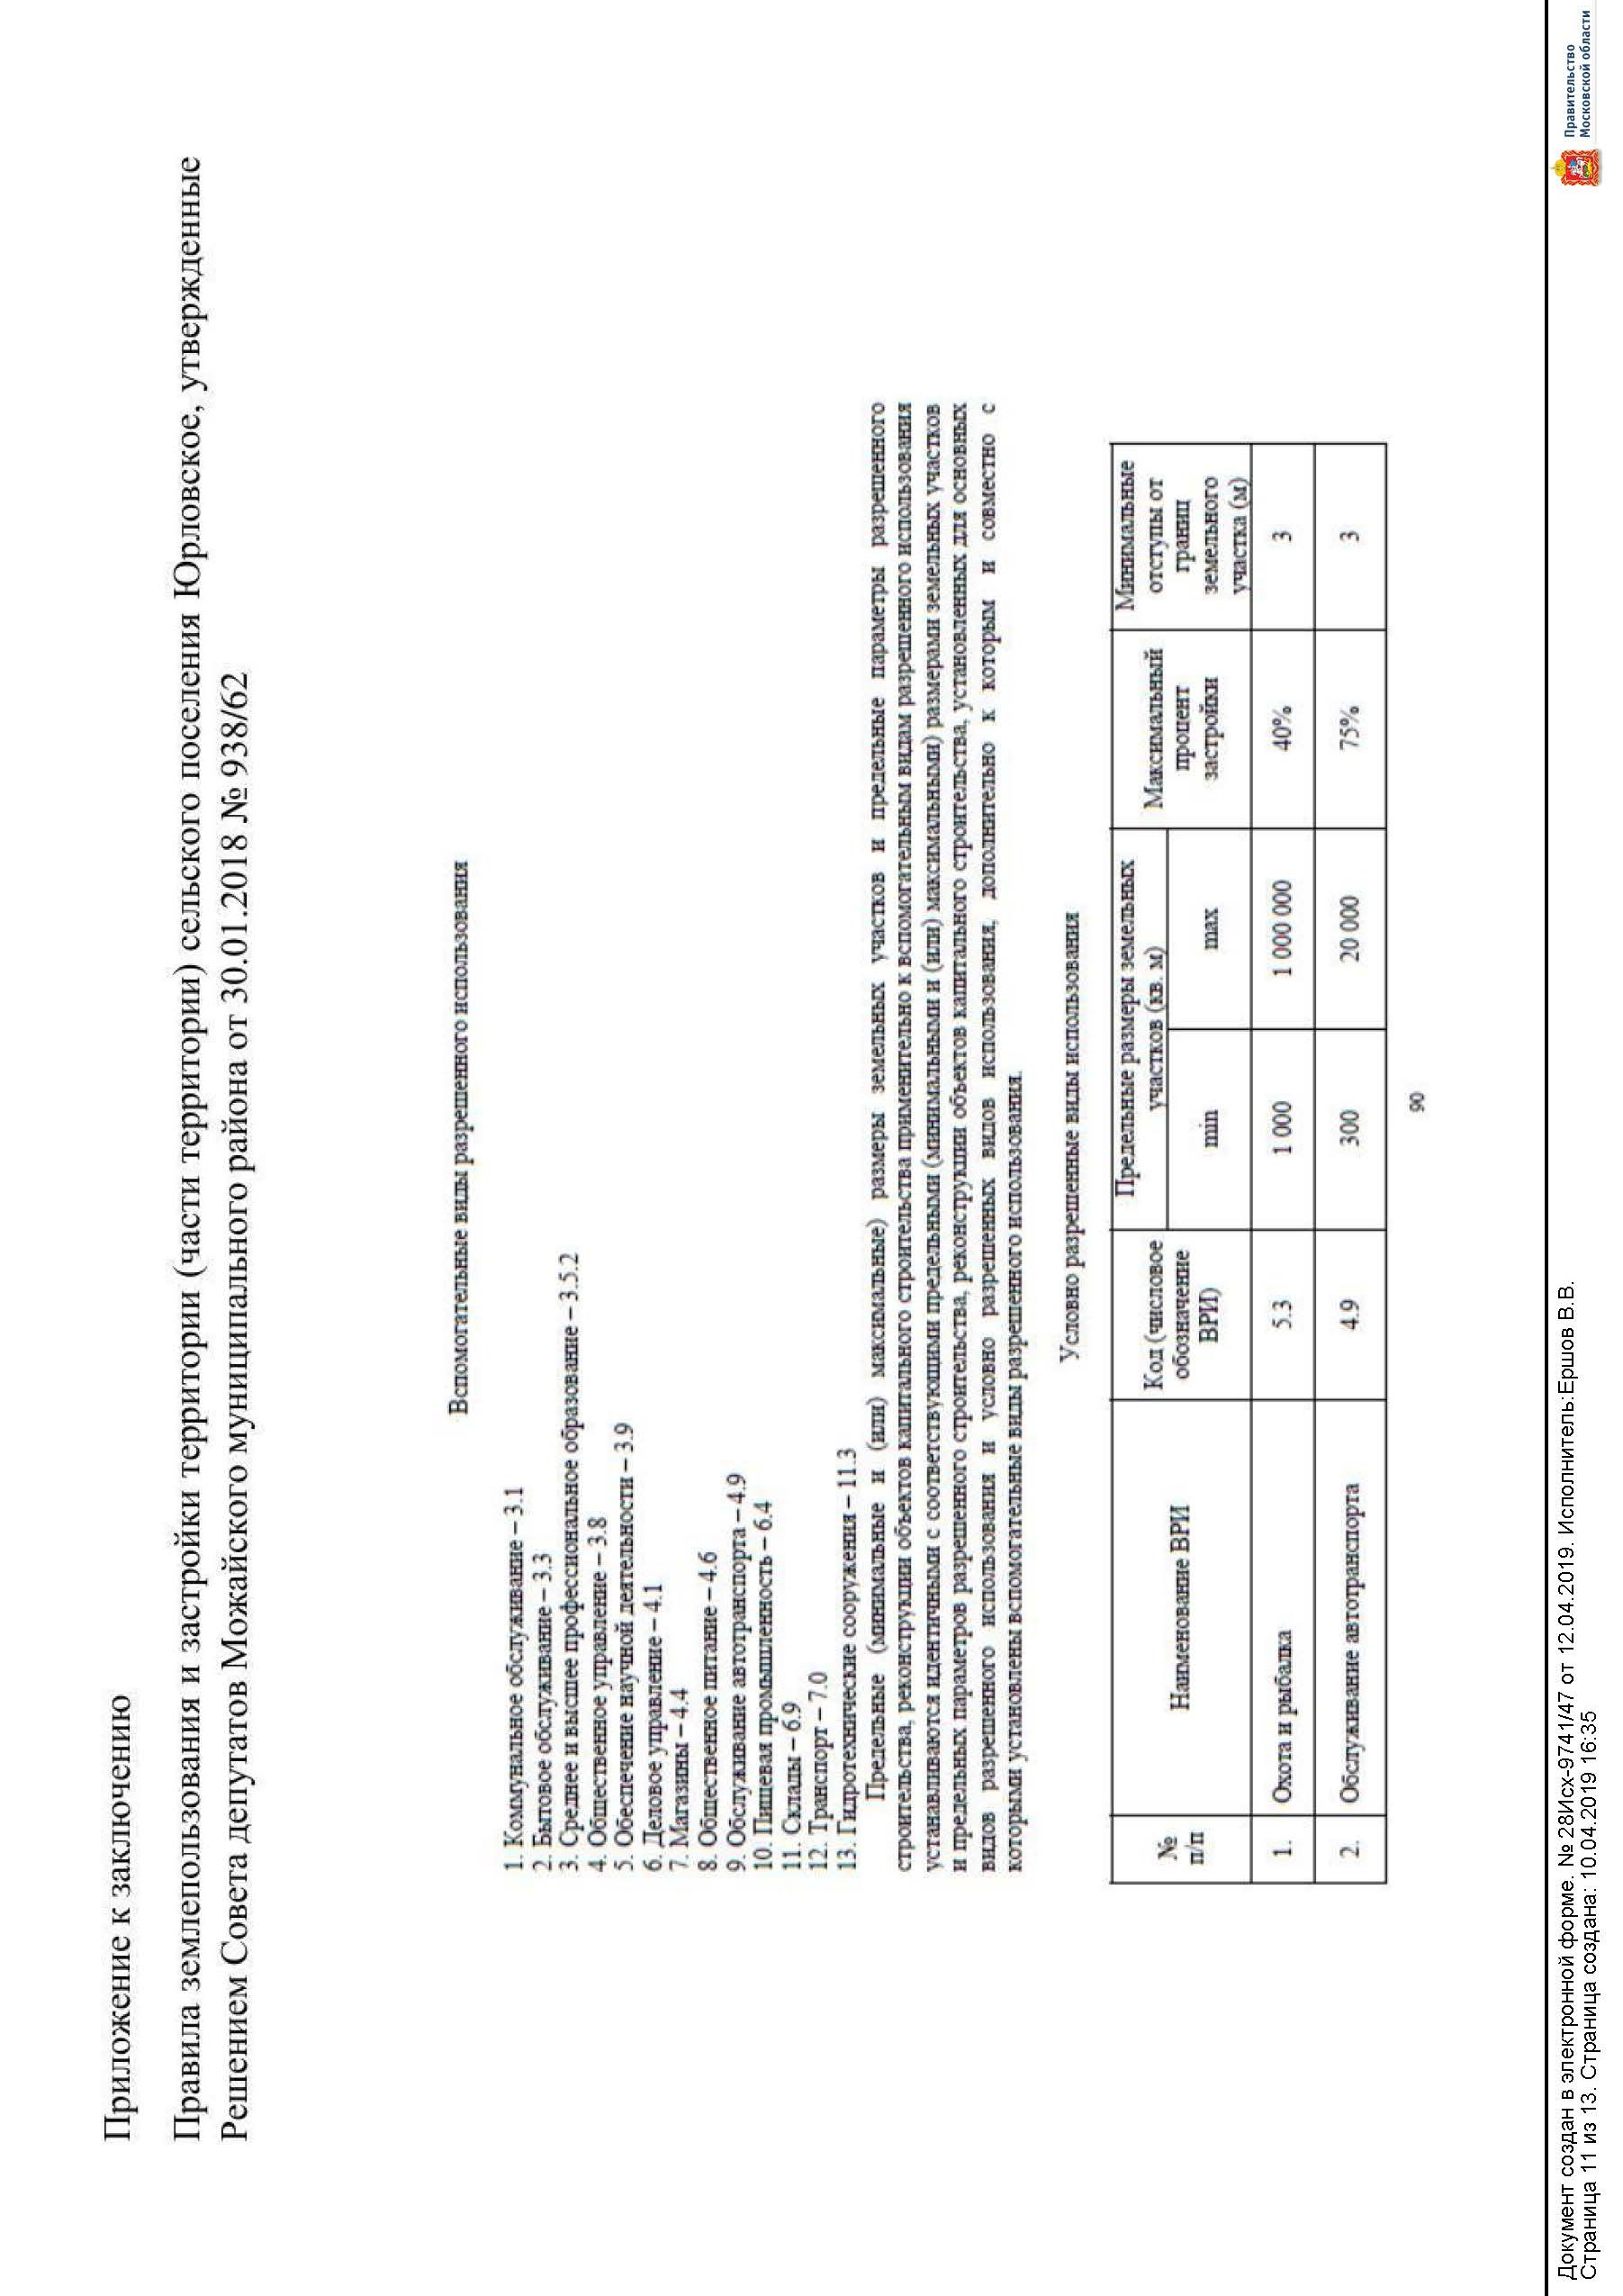 Приложение к заключению
Правила землепользования и застройки территории (части территории) сельского поселения Юрловское, утвержденные
Решением Совета депутатов Можайского муниципального района от 30.01.2018 № 938/62
Вспомогательные виды разрешенного использования
1. Коммунальное обслуживание – 3.1
2. Бытовое обслуживание – 3.3
3. Среднее и высшее профессиональное образование – 3.5.2
4. Общественное управление – 3.8
5. Обеспечение научной деятельности – 3.9
6. Деловое управление – 4.1
7. Магазины – 4.4
8. Общественное питание – 4.6
9. Обслуживание автотранспорта – 4.9
10. Пищевая промышленность – 6.4
11. Склады – 6.9
12. Транспорт – 7.0
13. Гидротехнические сооружения – 11.3
Предельные (минимальные и (или) максимальные) размеры земельных участков и предельные параметры разрешенного
строительства, реконструкции объектов капитального строительства применительно к вспомогательным видам разрешенного использования
устанавливаются идентичными с соответствующими предельными (минимальными и (или) максимальными) размерами земельных участков
и предельных параметров разрешенного строительства, реконструкции объектов капитального строительства, установленных для основных
видов разрешенного использования и условно разрешенных видов использования, дополнительно к которым и совместно с
которыми установлены вспомогательные виды разрешенного использования.
Условно разрешенные виды использования
№ п/п
Наименование ВРИ
Код (числовое обозначение ВРИ)
Предельные размеры земельных участков (кв. м)
min
max
Максимальный процент застройки
Минимальные отступы от границ земельного участка (м)
1. Охота и рыбалка 5.3 1 000 1 000 000 40% 3
2. Обслуживание автотранспорта 4.9 300 20 000 75% 3
90
Документ создан в электронной форме. № 28Исх-9741/47 от 12.04.2019. Исполнитель:Ершов В.В.
Страница 11 из 13. Страница создана: 10.04.2019 16:35
Правительство
Московской области